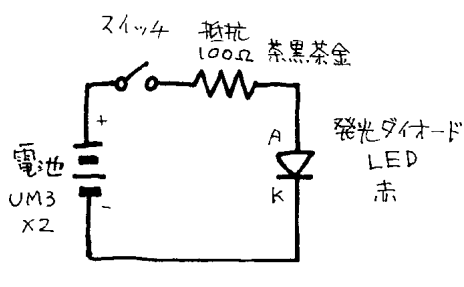 スイッチ
抵抗
100Ω 茶黒茶金
+
電池
UM3
×2
-
A
K
発光ダイオード
LED
赤